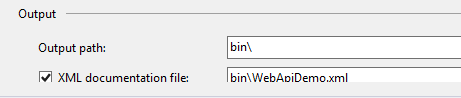 Output
Output path: bin\
XML documentation file: bin\WebApiDemo.xml